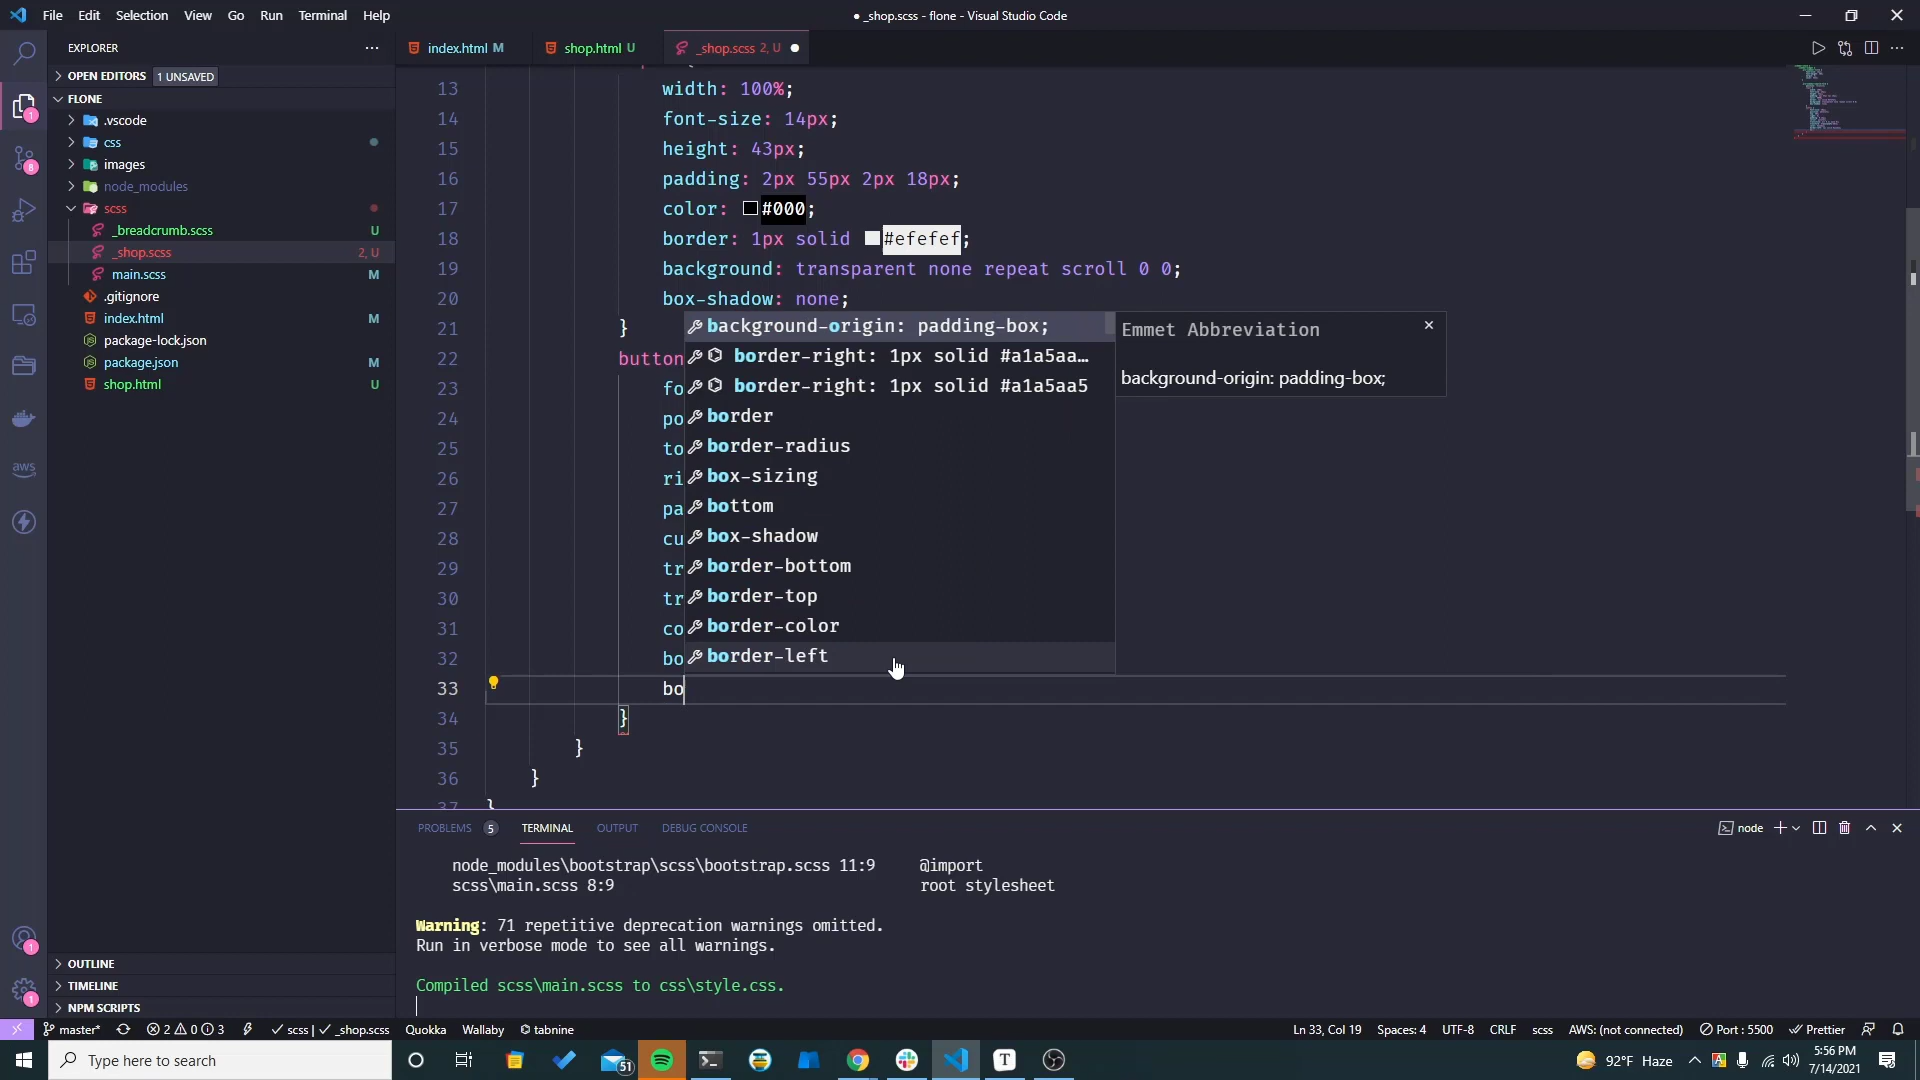 File Edit Selection View Go Run Terminal Help
● _shop.scss - flone - Visual Studio Code
EXPLORER
index.html M
shop.html U
_shop.scss 2, U
OPEN EDITORS 1 UNSAVED
FLONE
.vscode
css
images
node_modules
scss
_breadcrumb.scss U
_shop.scss 2, U
main.scss M
.gitignore
index.html M
package-lock.json
package.json M
shop.html U
OUTLINE
TIMELINE
NPM SCRIPTS
13 width: 100%;
14 font-size: 14px;
15 height: 43px;
16 padding: 2px 55px 2px 18px;
17 color: #000;
18 border: 1px solid #efefef;
19 background: transparent none repeat scroll 0 0;
20 box-shadow: none;
21 }
22 button
23 fo
24 po
25 to
26 ri
27 pa
28 cu
29 tr
30 tr
31 co
32 bo
33 bo
34 }
35 }
36 }
37 }
background-origin: padding-box;
border-right: 1px solid #a1a5aa…
border-right: 1px solid #a1a5aa5
border
border-radius
box-sizing
bottom
box-shadow
border-bottom
border-top
border-color
border-left
Emmet Abbreviation
background-origin: padding-box;
PROBLEMS 5 TERMINAL OUTPUT DEBUG CONSOLE
node
node_modules\bootstrap\scss\bootstrap.scss 11:9 @import
scss\main.scss 8:9 root stylesheet
Warning: 71 repetitive deprecation warnings omitted.
Run in verbose mode to see all warnings.
Compiled scss\main.scss to css\style.css.
master* 2 0 3 scss | _shop.scss Quokka Wallaby tabnine
Ln 33, Col 19 Spaces: 4 UTF-8 CRLF scss AWS: (not connected) Port : 5500 Prettier
Type here to search
51
92°F Haze
5:56 PM
7/14/2021
aws
1
8
1
1